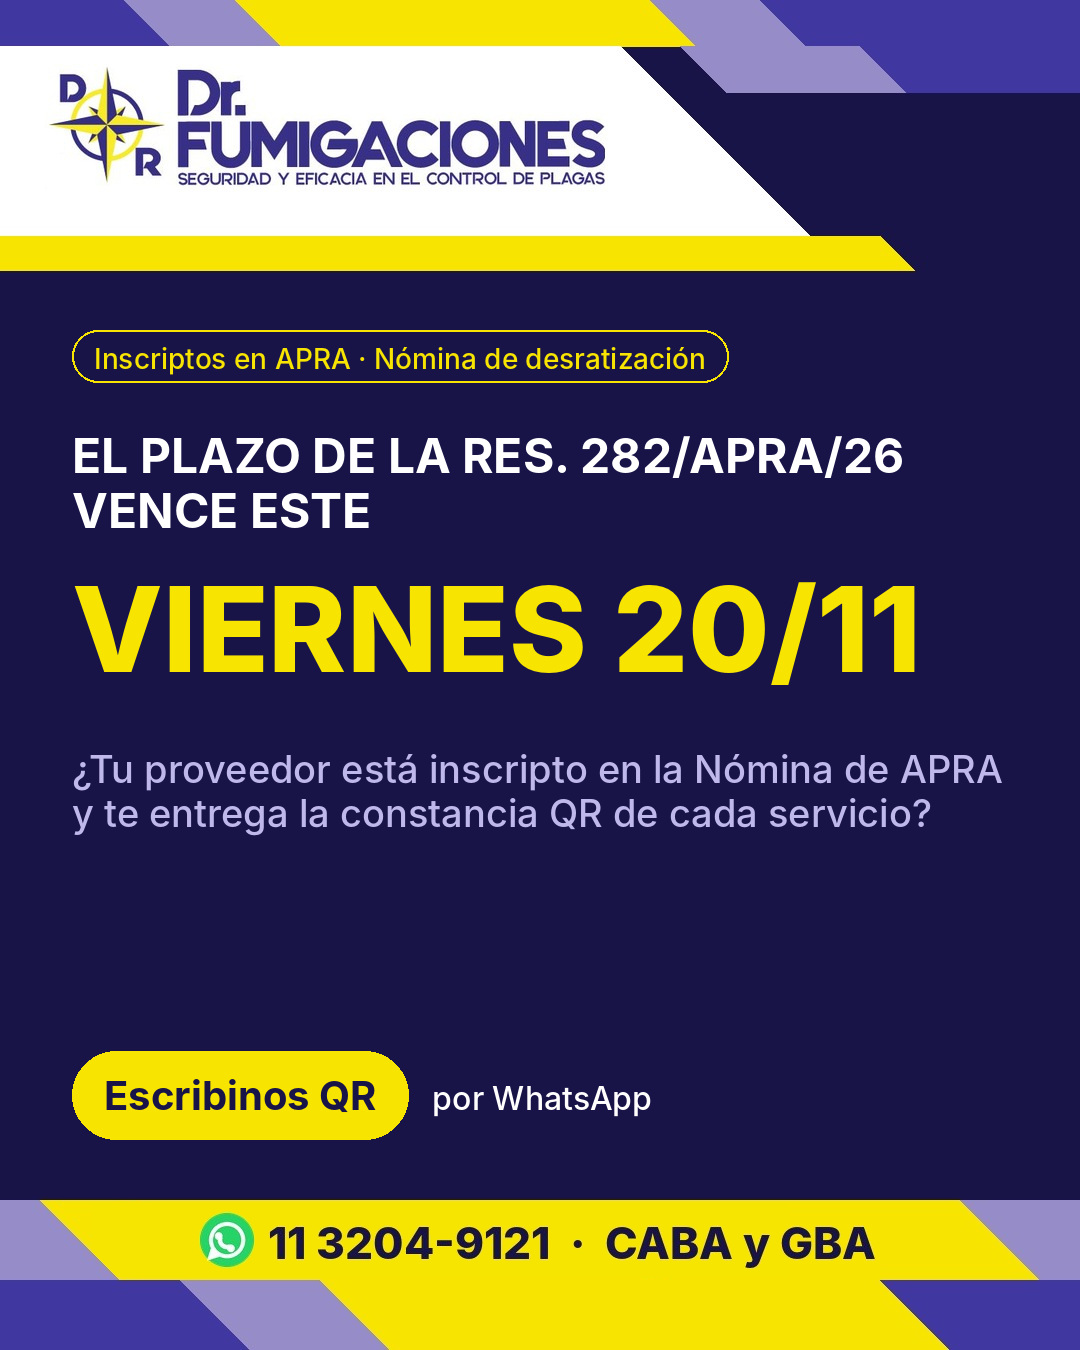 D R
Dr.
FUMIGACIONES
SEGURIDAD Y EFICACIA EN EL CONTROL DE PLAGAS
Inscriptos en APRA · Nómina de desratización
EL PLAZO DE LA RES. 282/APRA/26
VENCE ESTE
VIERNES 20/11
¿Tu proveedor está inscripto en la Nómina de APRA
y te entrega la constancia QR de cada servicio?
Escribinos QR por WhatsApp
11 3204-9121 · CABA y GBA